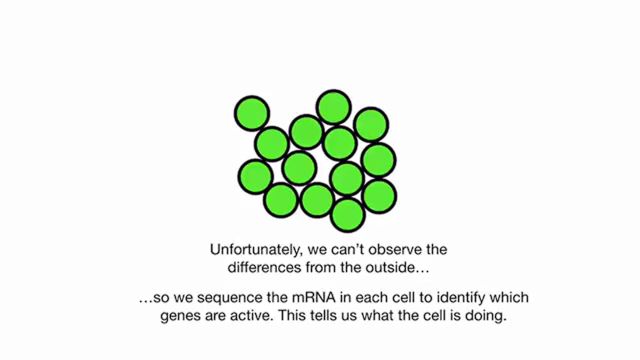 Unfortunately, we can’t observe the
differences from the outside…
…so we sequence the mRNA in each cell to identify which
genes are active. This tells us what the cell is doing.